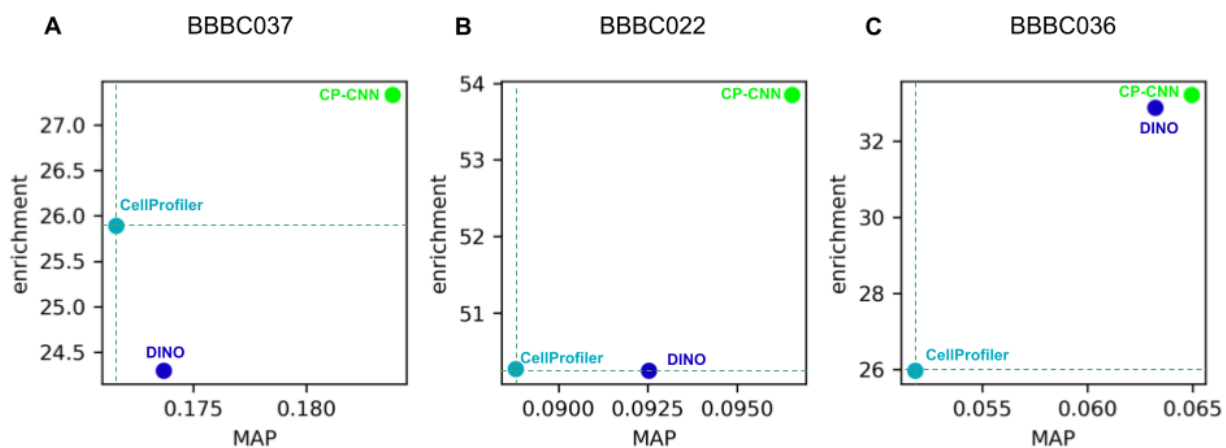 A BBBC037
CP-CNN
CellProfiler
DINO
27.0
26.5
26.0
25.5
25.0
24.5
enrichment
0.175 0.180
MAP
B BBBC022
CP-CNN
CellProfiler
DINO
54
53
52
51
enrichment
0.0900 0.0925 0.0950
MAP
C BBBC036
CP-CNN
DINO
CellProfiler
32
30
28
26
enrichment
0.055 0.060 0.065
MAP